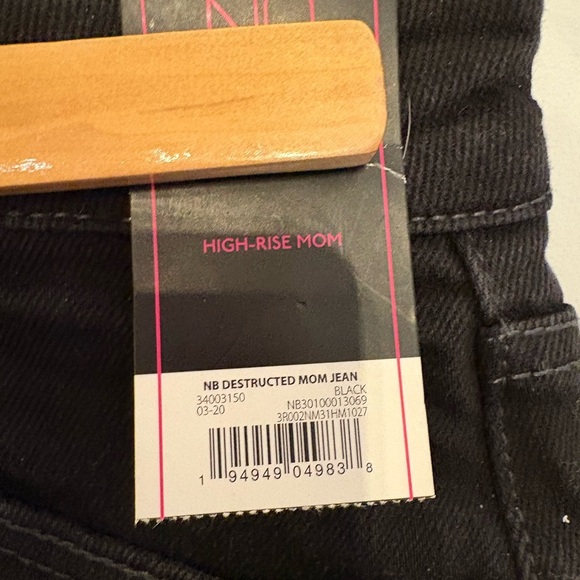 HIGH-RISE MOM
NB DESTRUCTED MOM JEAN
34003150 BLACK
03-20 NB30100013069
3R002NM31HM1027
1 94949 04983 8